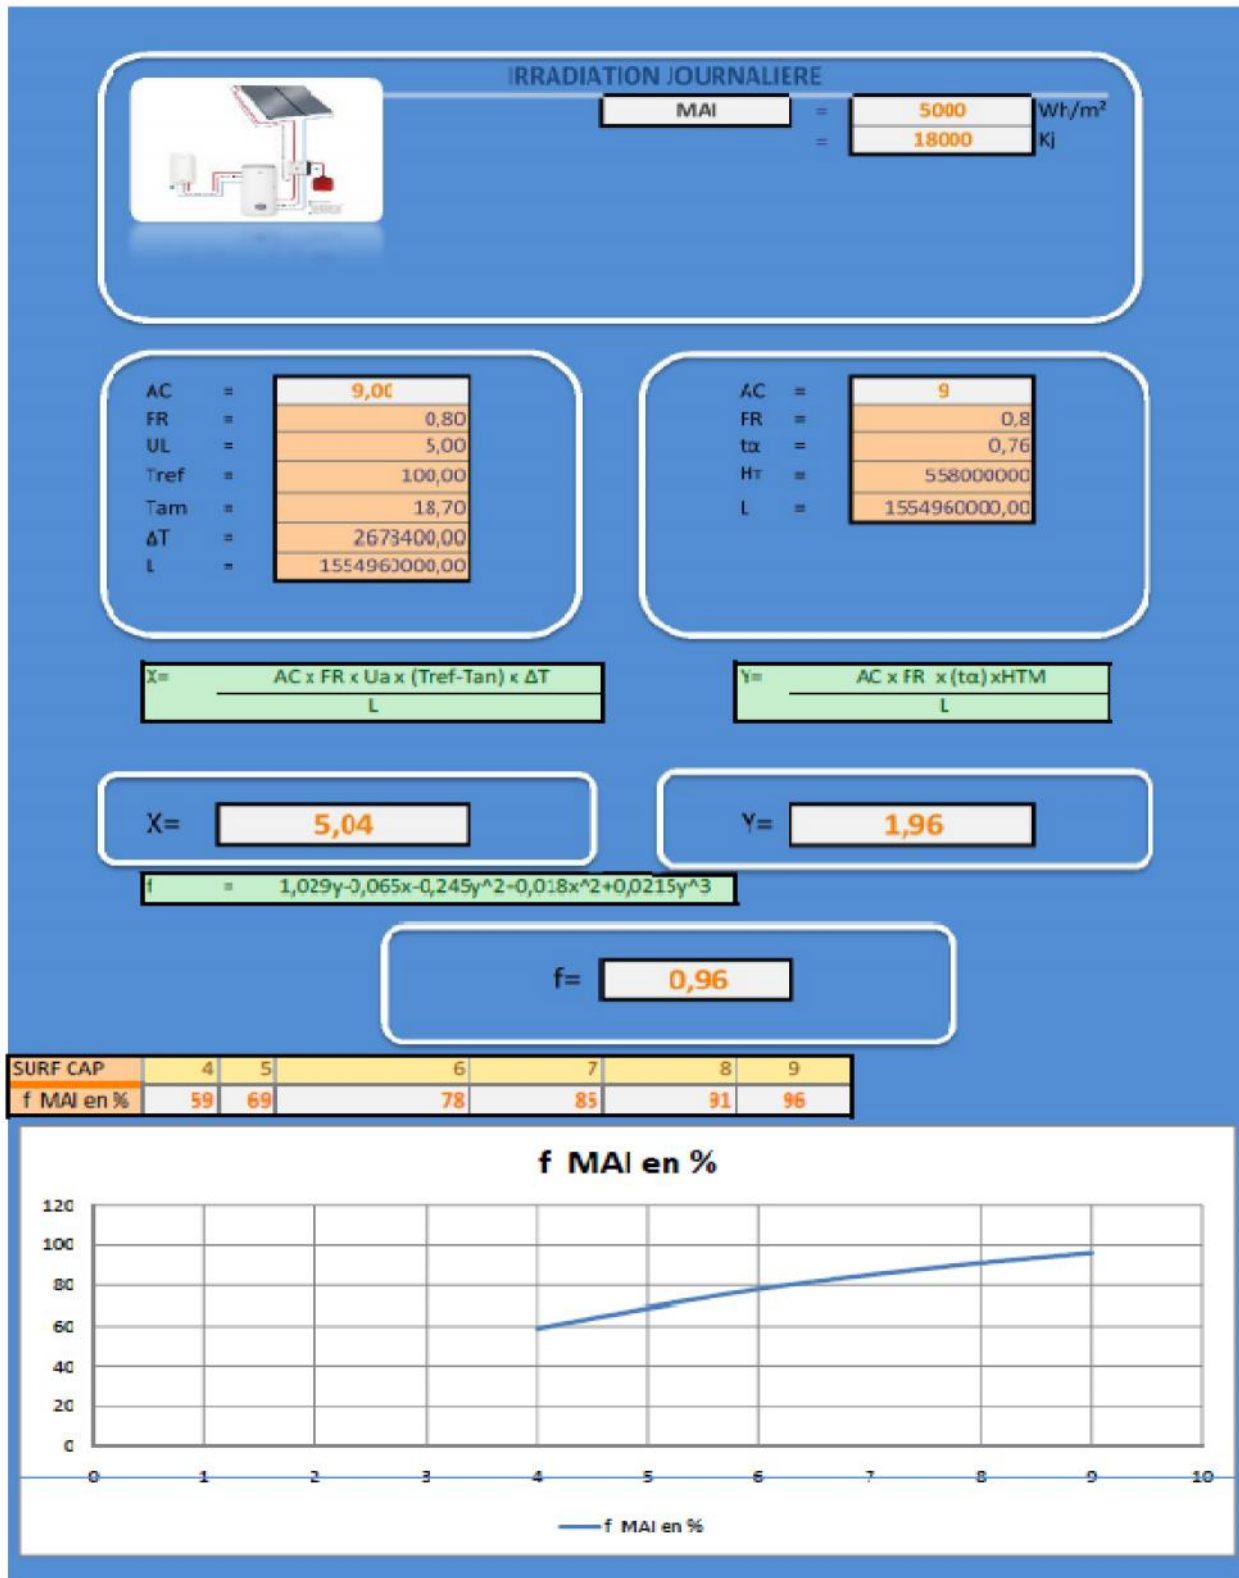 IRRADIATION JOURNALIERE
MAI = 5000 Wh/m²
= 18000 Kj
AC = 9,00
FR = 0,80
UL = 5,00
Tref = 100,00
Tam = 18,70
ΔT = 2678400,00
L = 1554960000,00
AC = 9
FR = 0,8
tα = 0,76
HT = 558000000
L = 1554960000,00
X= AC x FR x Ua x (Tref-Tan) x ΔT
L
Y= AC x FR x (tα) xHTM
L
X= 5,04
Y= 1,96
f = 1,029y-0,065x-0,245y^2+0,018x^2+0,0215y^3
f= 0,96
SURF CAP 4 5 6 7 8 9
f MAI en % 59 69 78 85 91 96
f MAI en %
120
100
80
60
40
20
0
0 1 2 3 4 5 6 7 8 9 10
f MAI en %